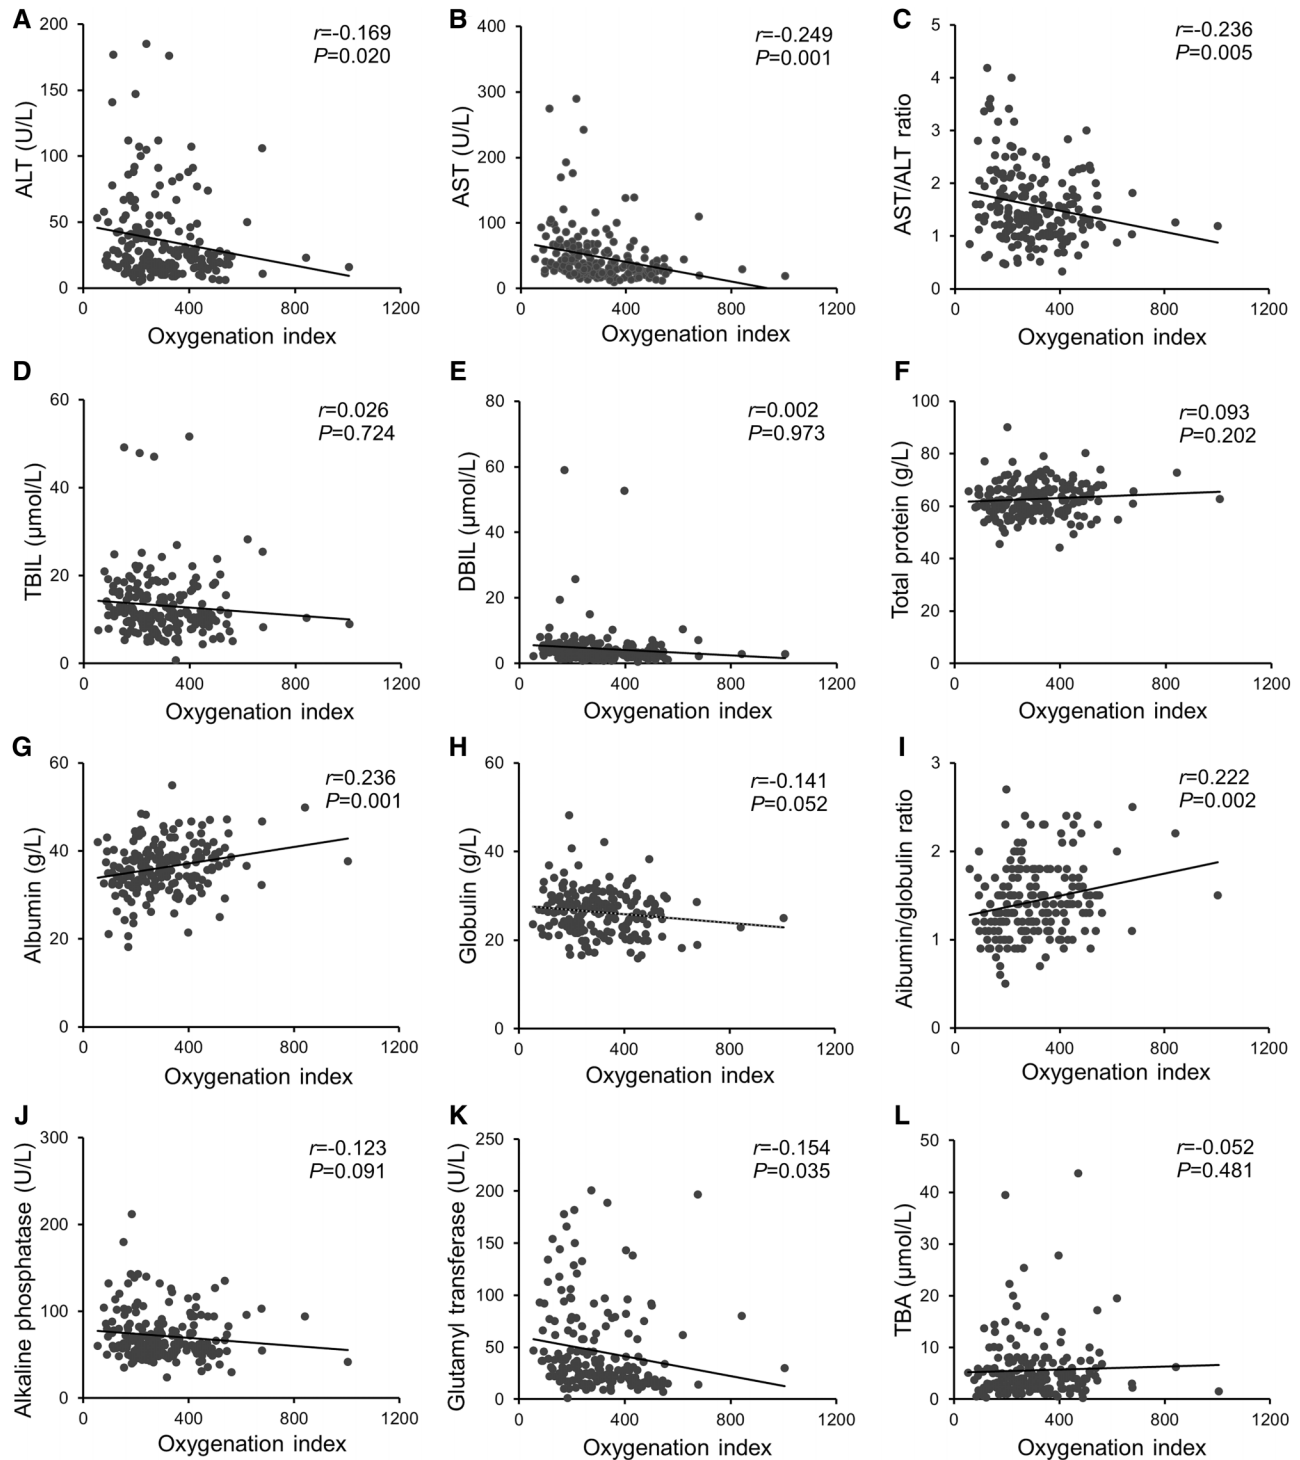 A
200
150
100
50
0
ALT (U/L)
r=-0.169
P=0.020
0 400 800 1200
Oxygenation index
B
400
300
200
100
0
AST (U/L)
r=-0.249
P=0.001
0 400 800 1200
Oxygenation index
C
5
4
3
2
1
0
AST/ALT ratio
r=-0.236
P=0.005
0 400 800 1200
Oxygenation index
D
60
40
20
0
TBIL (μmol/L)
r=0.026
P=0.724
0 400 800 1200
Oxygenation index
E
80
60
40
20
0
DBIL (μmol/L)
r=0.002
P=0.973
0 400 800 1200
Oxygenation index
F
100
80
60
40
20
0
Total protein (g/L)
r=0.093
P=0.202
0 400 800 1200
Oxygenation index
G
60
40
20
0
Albumin (g/L)
r=0.236
P=0.001
0 400 800 1200
Oxygenation index
H
60
40
20
0
Globulin (g/L)
r=-0.141
P=0.052
0 400 800 1200
Oxygenation index
I
3
2
1
0
Aibumin/globulin ratio
r=0.222
P=0.002
0 400 800 1200
Oxygenation index
J
300
200
100
0
Alkaline phosphatase (U/L)
r=-0.123
P=0.091
0 400 800 1200
Oxygenation index
K
250
200
150
100
50
0
Glutamyl transferase (U/L)
r=-0.154
P=0.035
0 400 800 1200
Oxygenation index
L
50
40
30
20
10
0
TBA (μmol/L)
r=-0.052
P=0.481
0 400 800 1200
Oxygenation index